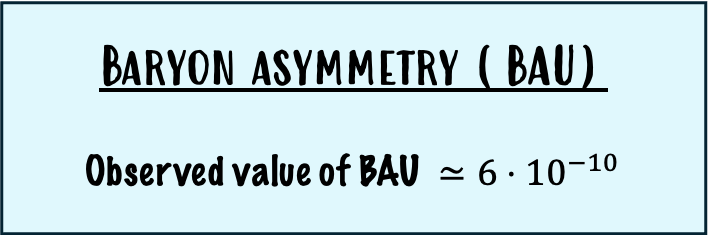 BARYON ASYMMETRY ( BAU)
Observed value of BAU ≃ 6 · 10⁻¹⁰